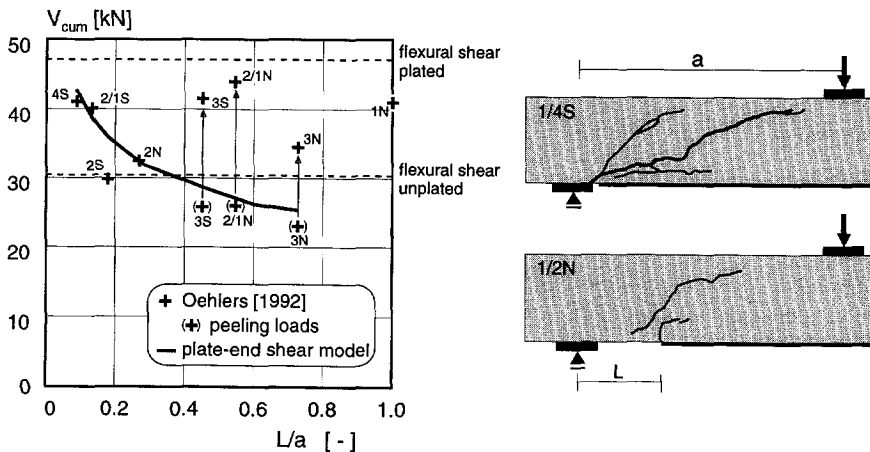 V_cum [kN]
50
40
30
20
10
0
0
0.2
0.4
0.6
0.8
1.0
L/a [ - ]
flexural shear
plated
flexural shear
unplated
4S
2/1S
2S
2N
3S
2/1N
3N
1N
3S
2/1N
3N
+ Oehlers [1992]
(+) peeling loads
plate-end shear model
a
1/4S
1/2N
L